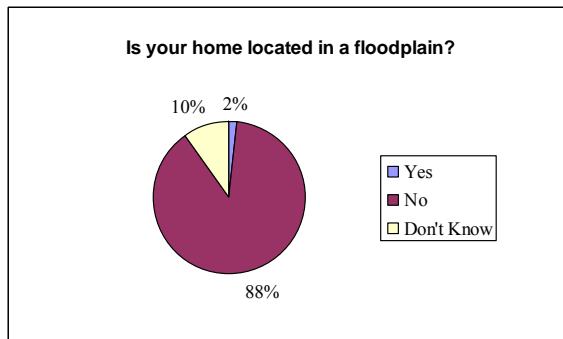 Is your home located in a floodplain?
10%
2%
Yes
No
Don't Know
88%